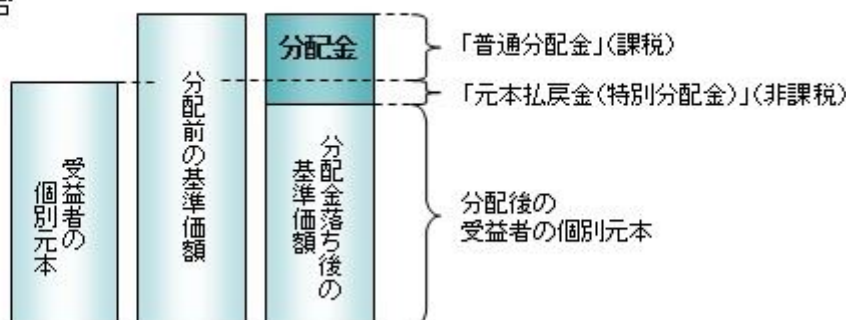 受益者の
個別元本
分配前の基準価額
分配金
分配金落ち後の
基準価額
「普通分配金」(課税)
「元本払戻金(特別分配金)」(非課税)
分配後の
受益者の個別元本